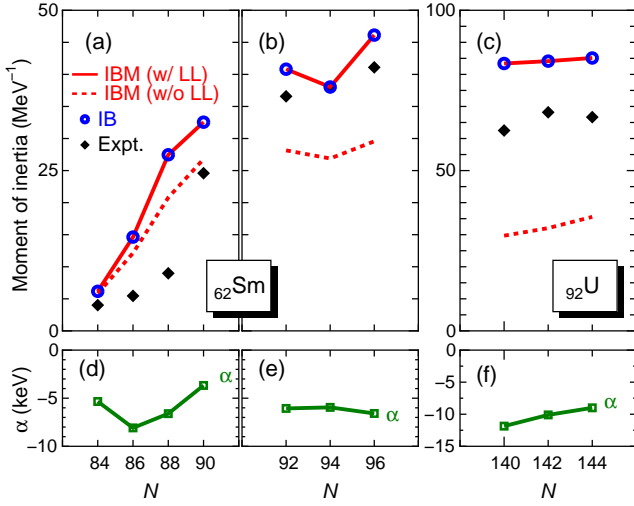 Moment of inertia (MeV⁻¹)
50
25
0
(a)
IBM (w/ LL)
IBM (w/o LL)
IB
Expt.
(b)
₆₂Sm
100
50
0
(c)
₉₂U
α (keV)
0
−5
−10
(d)
α
84 86 88 90
N
(e)
α
92 94 96
N
0
−5
−10
−15
(f)
α
140 142 144
N